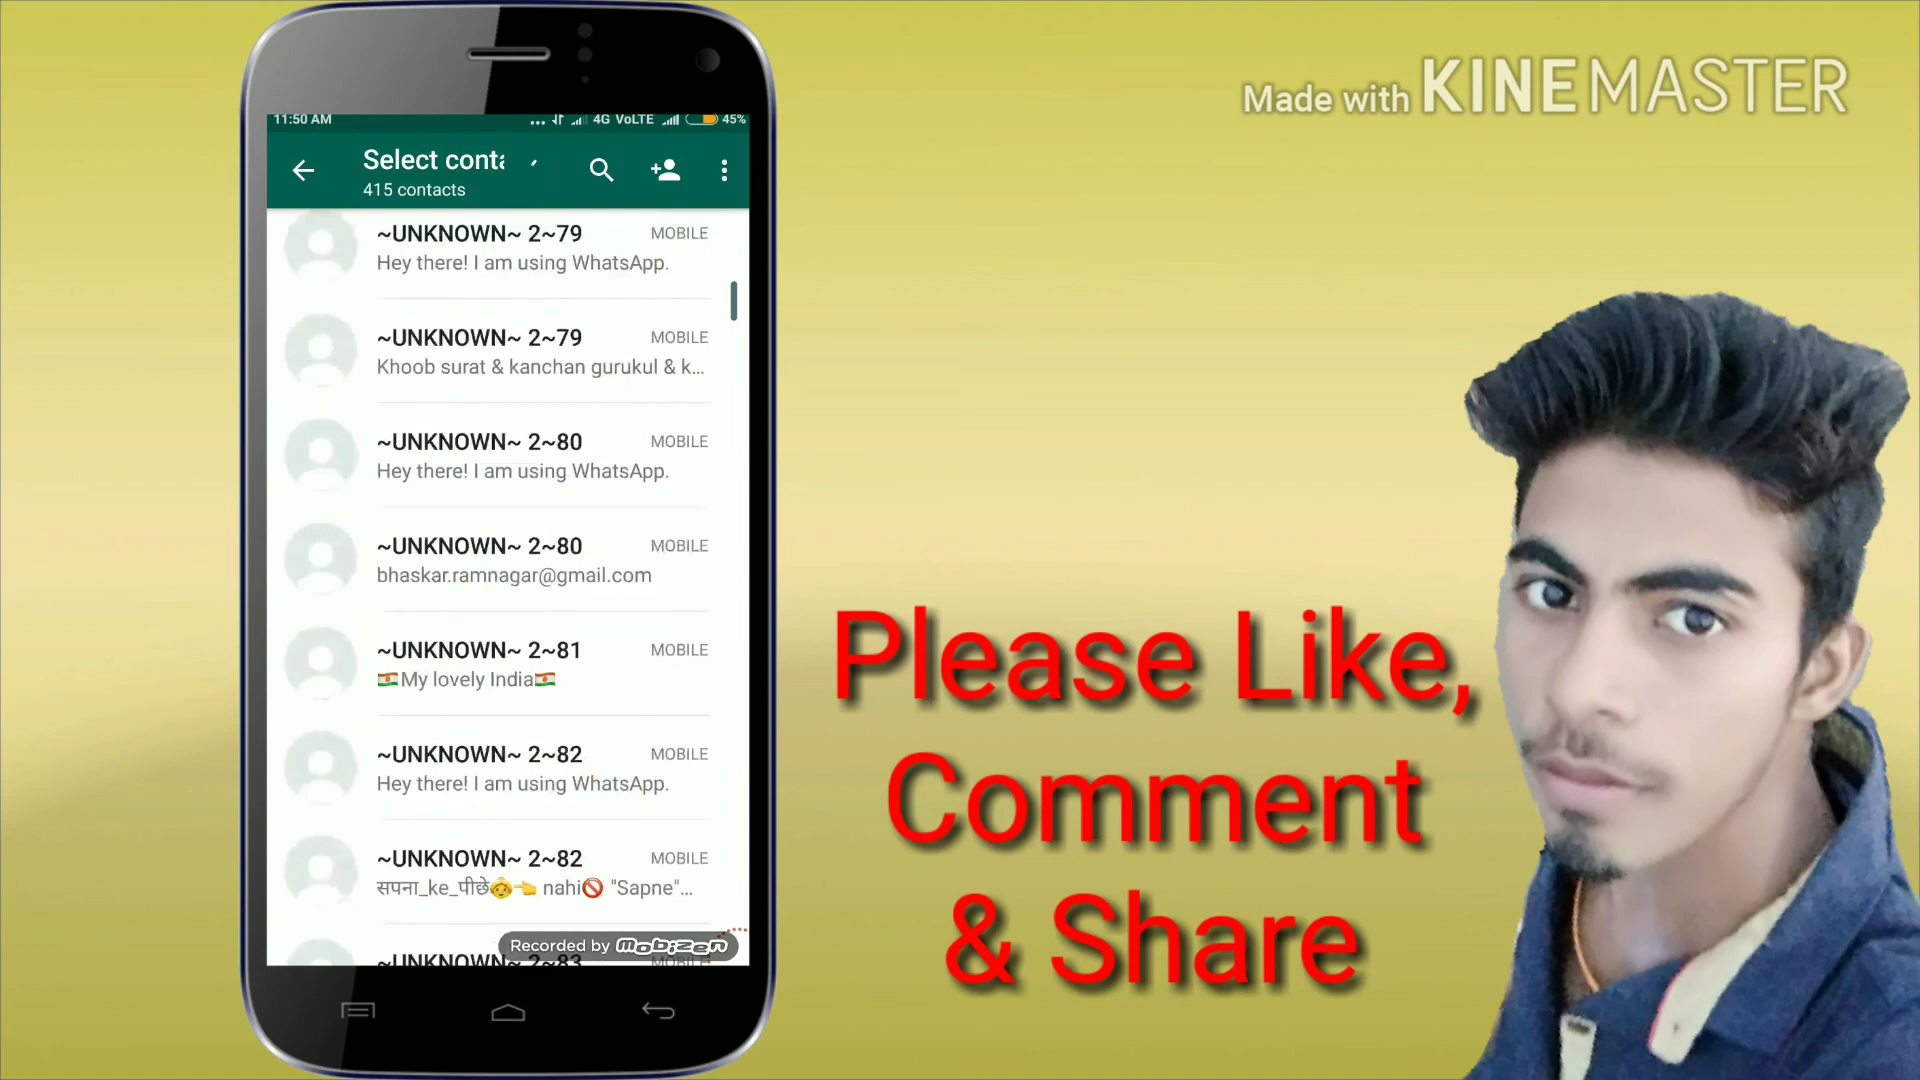 Made with KINEMASTER
11:50 AM
... 4G VoLTE 45%
Select conta
415 contacts
~UNKNOWN~ 2~79 MOBILE
Hey there! I am using WhatsApp.
~UNKNOWN~ 2~79 MOBILE
Khoob surat & kanchan gurukul & k...
~UNKNOWN~ 2~80 MOBILE
Hey there! I am using WhatsApp.
~UNKNOWN~ 2~80 MOBILE
bhaskar.ramnagar@gmail.com
~UNKNOWN~ 2~81 MOBILE
🇳🇪My lovely India🇳🇪
~UNKNOWN~ 2~82 MOBILE
Hey there! I am using WhatsApp.
~UNKNOWN~ 2~82 MOBILE
सपना_ke_पीछे👧👈 nahi🚫 "Sapne"...
~UNKNOWN~ 2~83 MOBILE
Recorded by mobizen
Please Like,
Comment
& Share